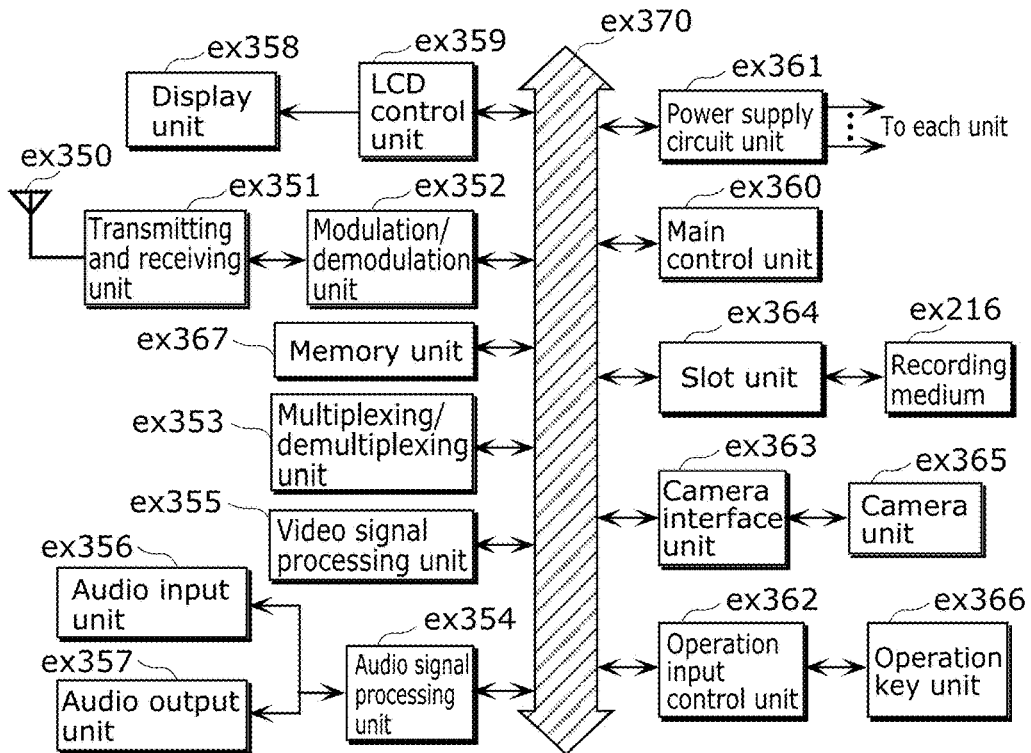 ex370
ex358
ex359
Display
unit
LCD
control
unit
ex361
Power supply
circuit unit
To each unit
ex350
ex351
ex352
Transmitting
and receiving
unit
Modulation/
demodulation
unit
ex360
Main
control unit
ex367
Memory unit
ex364
Slot unit
ex216
Recording
medium
ex353
Multiplexing/
demultiplexing
unit
ex355
Video signal
processing unit
ex363
Camera
interface
unit
ex365
Camera
unit
ex356
Audio input
unit
ex357
Audio output
unit
ex354
Audio signal
processing
unit
ex362
Operation
input
control unit
ex366
Operation
key unit